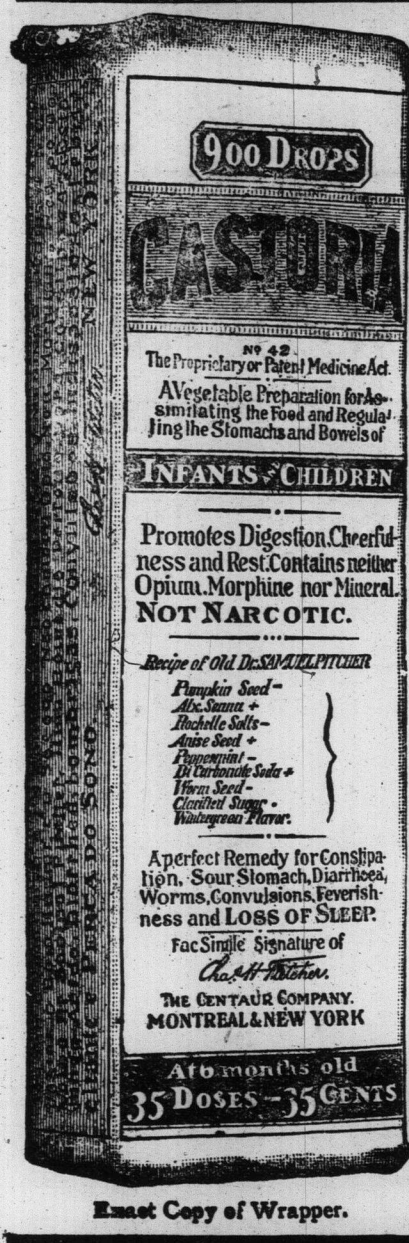 900 DROPS
CASTORIA
Nº 42.
The Proprietary or Patent Medicine Act.
A Vegetable Preparation for As-
similating the Food and Regula-
ting the Stomachs and Bowels of
INFANTS & CHILDREN
Promotes Digestion. Cheerful-
ness and Rest. Contains neither
Opium. Morphine nor Mineral.
NOT NARCOTIC.
Recipe of Old Dr. SAMUEL PITCHER
Pumpkin Seed -
Alx. Senna +
Rochelle Salts -
Anise Seed +
Peppermint -
Bi Carbonate Soda +
Worm Seed -
Clarified Sugar -
Wintergreen Flavor.
A perfect Remedy for Constipa-
tion, Sour Stomach, Diarrhoea,
Worms, Convulsions, Feverish-
ness and LOSS OF SLEEP.
Fac Simile Signature of
Chas. H. Fletcher.
THE CENTAUR COMPANY.
MONTREAL & NEW YORK
At 6 months old
35 DOSES - 35 CENTS
Exact Copy of Wrapper.
Chas. H. Fletcher
NEW YORK.